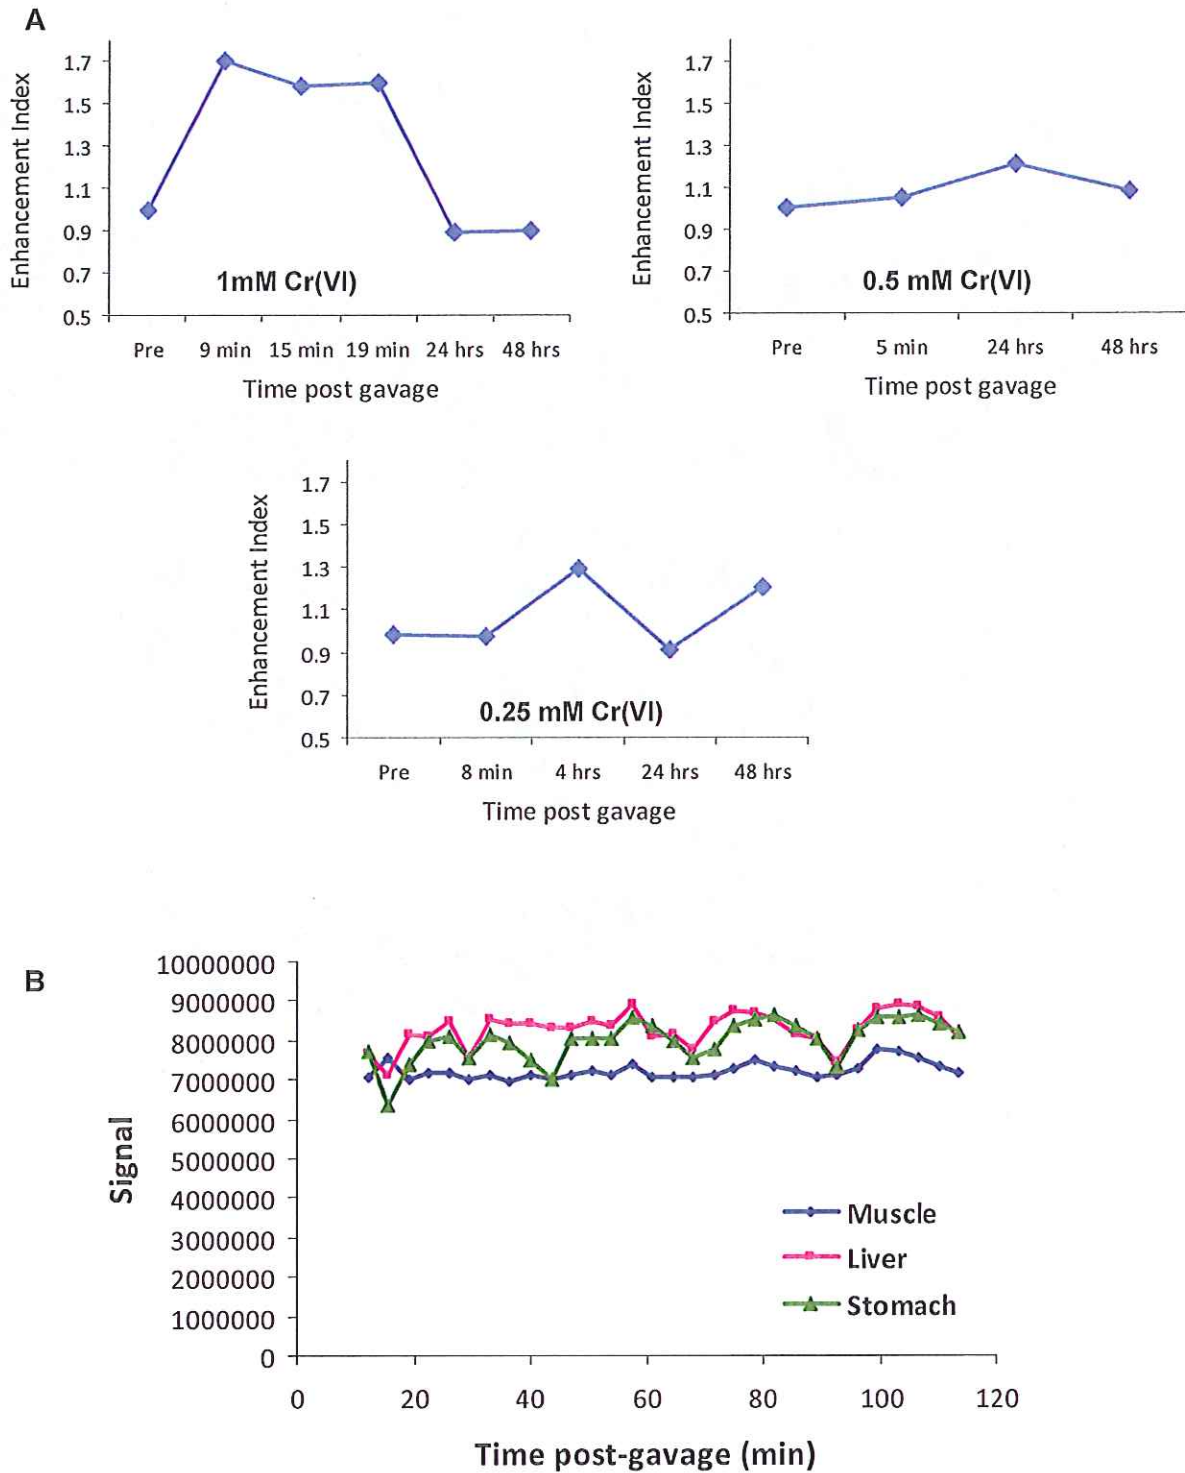 A
Enhancement Index
1.7
1.5
1.3
1.1
0.9
0.7
0.5
1mM Cr(VI)
Pre 9 min 15 min 19 min 24 hrs 48 hrs
Time post gavage
Enhancement Index
1.7
1.5
1.3
1.1
0.9
0.7
0.5
0.5 mM Cr(VI)
Pre 5 min 24 hrs 48 hrs
Time post gavage
Enhancement Index
1.7
1.5
1.3
1.1
0.9
0.7
0.5
0.25 mM Cr(VI)
Pre 8 min 4 hrs 24 hrs 48 hrs
Time post gavage
B
Signal
10000000
9000000
8000000
7000000
6000000
5000000
4000000
3000000
2000000
1000000
0
Muscle
Liver
Stomach
0 20 40 60 80 100 120
Time post-gavage (min)